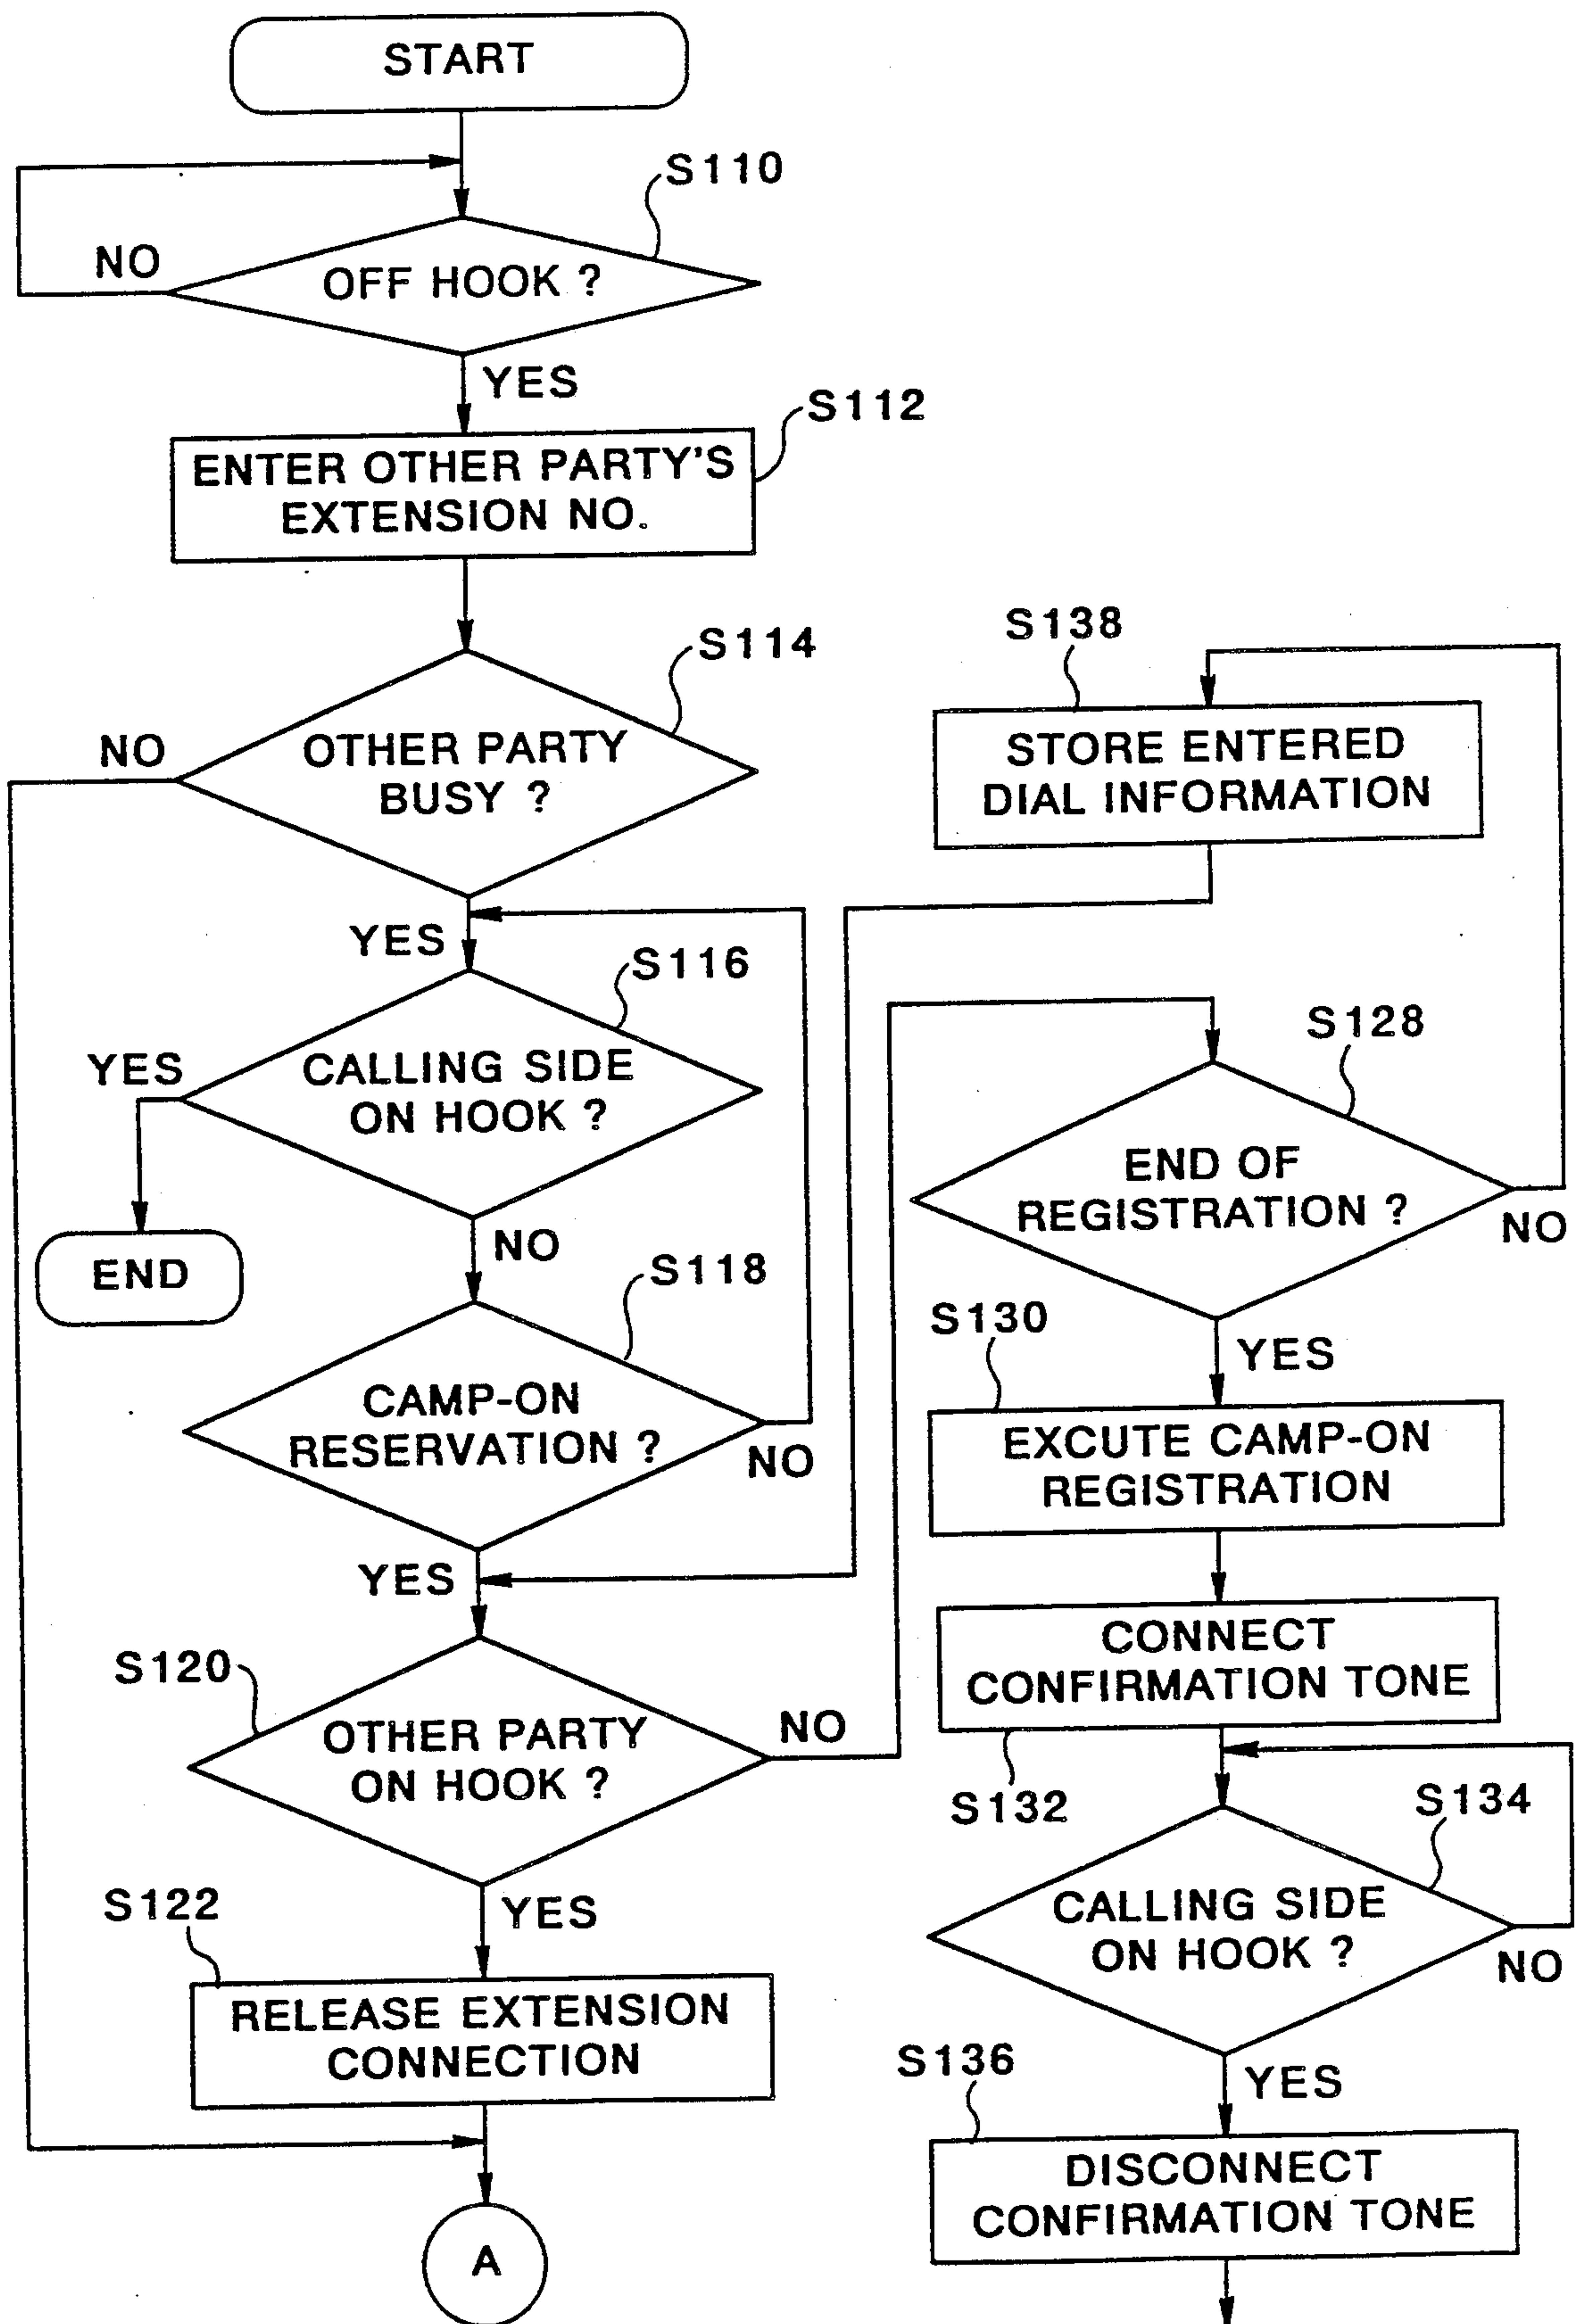 START
S110
NO
OFF HOOK ?
YES
S112
ENTER OTHER PARTY'S
EXTENSION NO.
S114
NO
OTHER PARTY
BUSY ?
YES
S116
YES
CALLING SIDE
ON HOOK ?
END
NO
S118
CAMP-ON
RESERVATION ?
NO
YES
S120
OTHER PARTY
ON HOOK ?
NO
YES
S122
RELEASE EXTENSION
CONNECTION
A
S138
STORE ENTERED
DIAL INFORMATION
S128
END OF
REGISTRATION ?
NO
S130
YES
EXCUTE CAMP-ON
REGISTRATION
CONNECT
CONFIRMATION TONE
S132
S134
CALLING SIDE
ON HOOK ?
NO
S136
YES
DISCONNECT
CONFIRMATION TONE